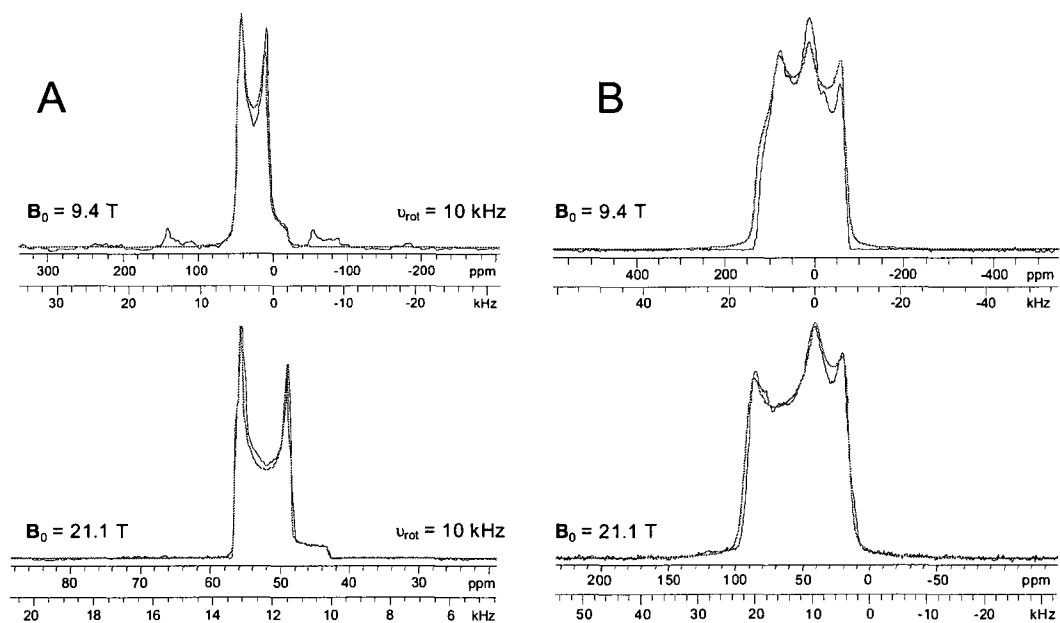 A
B₀ = 9.4 T
υrot = 10 kHz
300 200 100 0 -100 -200 ppm
30 20 10 0 -10 -20 kHz
B₀ = 21.1 T
υrot = 10 kHz
80 70 60 50 40 30 ppm
20 18 16 14 12 10 8 6 kHz
B
B₀ = 9.4 T
400 200 0 -200 -400 ppm
40 20 0 -20 -40 kHz
B₀ = 21.1 T
200 150 100 50 0 -50 ppm
50 40 30 20 10 0 -10 -20 kHz